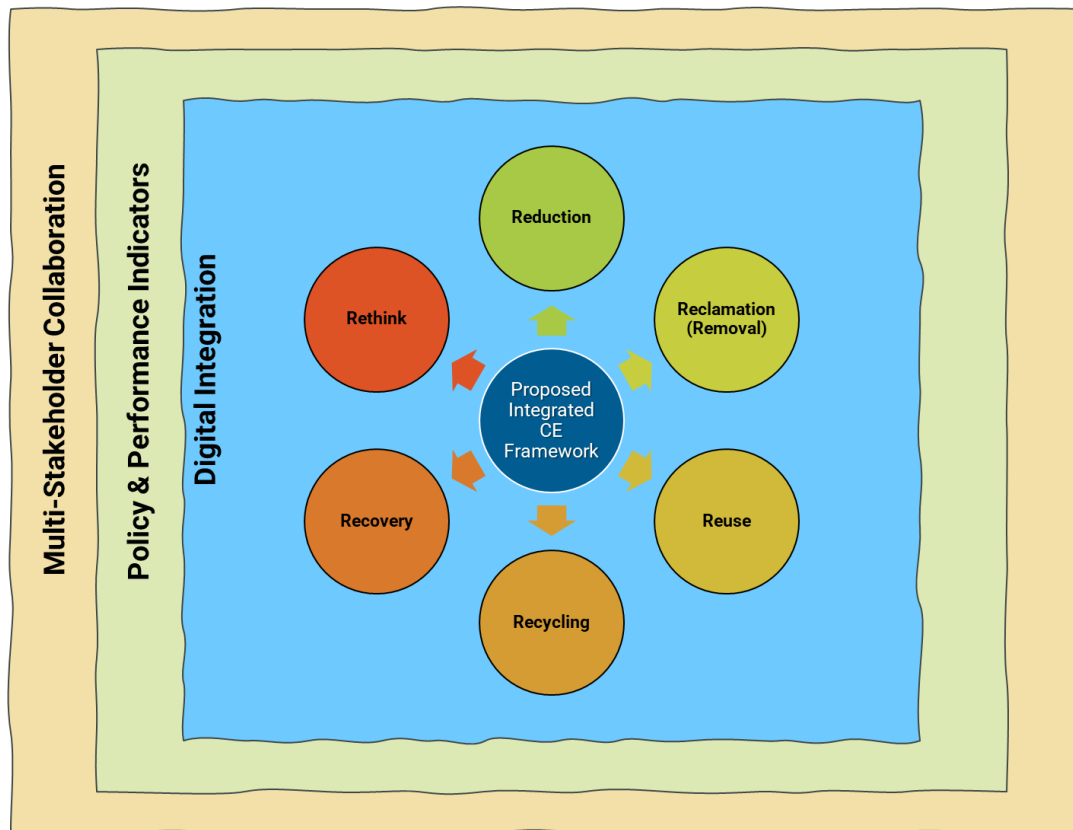 Multi-Stakeholder Collaboration
Policy & Performance Indicators
Digital Integration
Reduction
Rethink
Reclamation
(Removal)
Proposed
Integrated
CE
Framework
Recovery
Reuse
Recycling